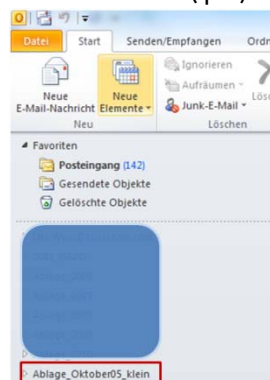 Datei Start Senden/Empfangen Ordn
Neue E-Mail-Nachricht
Neue Elemente
Ignorieren
Aufräumen
Junk-E-Mail
Neu Löschen
Favoriten
Posteingang (142)
Gesendete Objekte
Gelöschte Objekte
Ablage_Oktober05_klein